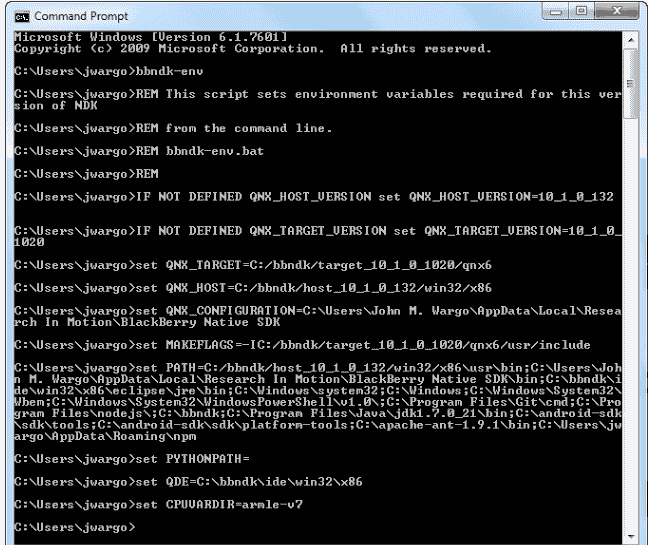 Command Prompt
Microsoft Windows [Version 6.1.7601]
Copyright (c) 2009 Microsoft Corporation.  All rights reserved.
C:\Users\jwargo>bbndk-env
C:\Users\jwargo>REM This script sets environment variables required for this ver
sion of NDK
C:\Users\jwargo>REM from the command line.
C:\Users\jwargo>REM bbndk-env.bat
C:\Users\jwargo>REM
C:\Users\jwargo>IF NOT DEFINED QNX_HOST_VERSION set QNX_HOST_VERSION=10_1_0_132
C:\Users\jwargo>IF NOT DEFINED QNX_TARGET_VERSION set QNX_TARGET_VERSION=10_1_0_
1020
C:\Users\jwargo>set QNX_TARGET=C:/bbndk/target_10_1_0_1020/qnx6
C:\Users\jwargo>set QNX_HOST=C:/bbndk/host_10_1_0_132/win32/x86
C:\Users\jwargo>set QNX_CONFIGURATION=C:\Users\John M. Wargo\AppData\Local\Resea
rch In Motion\BlackBerry Native SDK
C:\Users\jwargo>set MAKEFLAGS=-IC:/bbndk/target_10_1_0_1020/qnx6/usr/include
C:\Users\jwargo>set PATH=C:/bbndk/host_10_1_0_132/win32/x86\usr\bin;C:\Users\Joh
n M. Wargo\AppData\Local\Research In Motion\BlackBerry Native SDK\bin;C:\bbndk\i
de\win32\x86\eclipse\jre\bin;C:\Windows\system32;C:\Windows;C:\Windows\System32\
Wbem;C:\Windows\System32\WindowsPowerShell\v1.0\;C:\Program Files\Git\cmd;C:\Pro
gram Files\nodejs\;C:\bbndk;C:\Program Files\Java\jdk1.7.0_21\bin;C:\android-sdk
\sdk\tools;C:\android-sdk\sdk\platform-tools;C:\apache-ant-1.9.1\bin;C:\Users\jw
argo\AppData\Roaming\npm
C:\Users\jwargo>set PYTHONPATH=
C:\Users\jwargo>set QDE=C:\bbndk\ide\win32\x86
C:\Users\jwargo>set CPUVARDIR=armle-v7
C:\Users\jwargo>